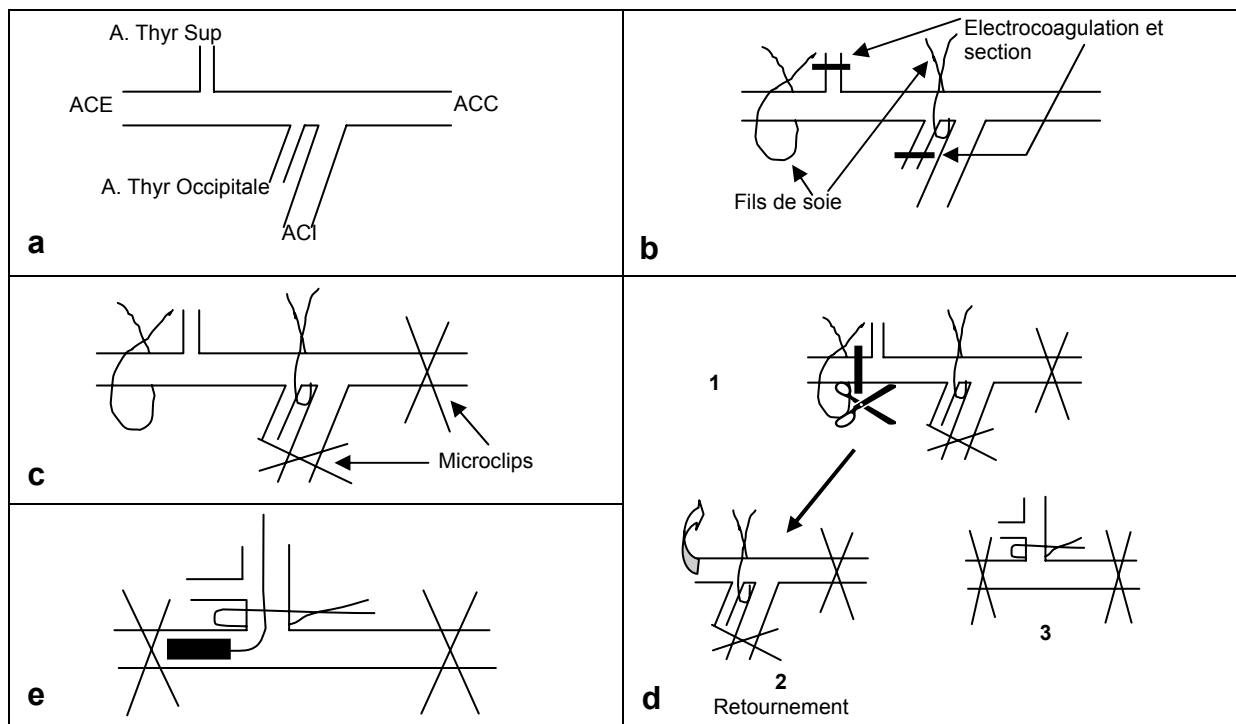 A. Thyr Sup
ACE
ACC
A. Thyr Occipitale
ACI
a
Electrocoagulation et
section
Fils de soie
b
Microclips
c
1
2
Retournement
3
d
e